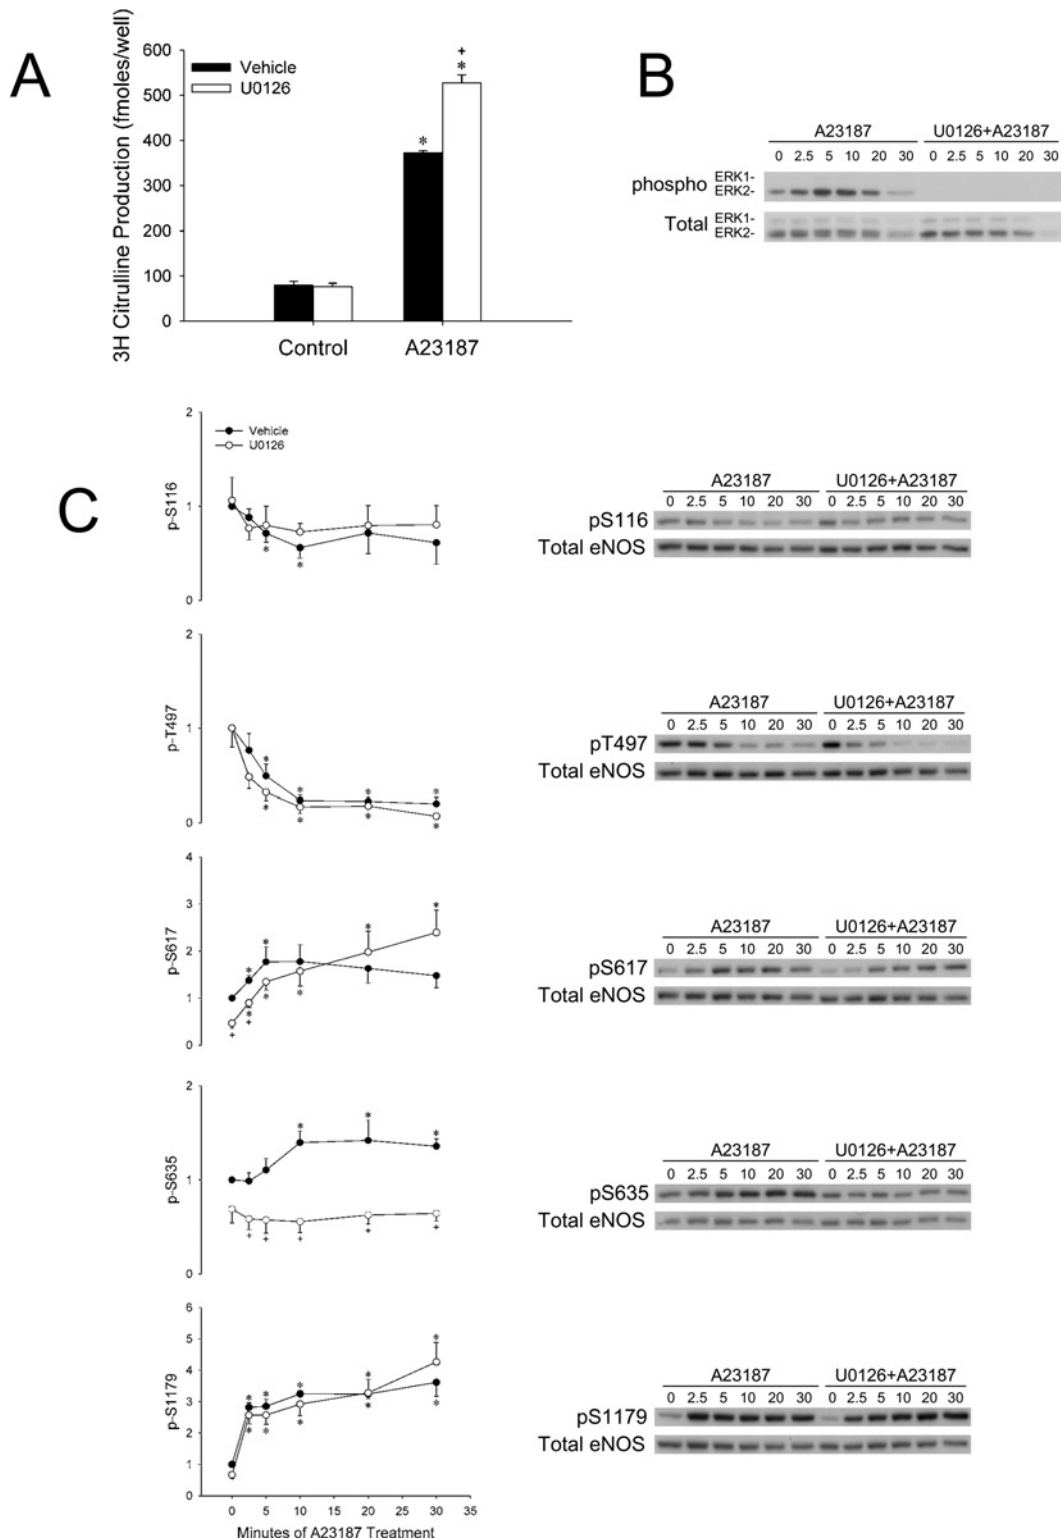 A
3H Citrulline Production (fmoles/well)
600
500
400
300
200
100
0
Vehicle
U0126
*
+
*
Control
A23187
B
A23187
U0126+A23187
0 2.5 5 10 20 30 0 2.5 5 10 20 30
phospho
ERK1-
ERK2-
Total
ERK1-
ERK2-
C
Vehicle
U0126
p-S116
2
1
0
*
*
A23187
U0126+A23187
0 2.5 5 10 20 30 0 2.5 5 10 20 30
pS116
Total eNOS
p-T497
2
1
0
* * * *
* * * *
A23187
U0126+A23187
0 2.5 5 10 20 30 0 2.5 5 10 20 30
pT497
Total eNOS
p-S617
4
3
2
1
0
* * * *
+ * + * *
A23187
U0126+A23187
0 2.5 5 10 20 30 0 2.5 5 10 20 30
pS617
Total eNOS
p-S635
2
1
0
* * *
+ + + + +
A23187
U0126+A23187
0 2.5 5 10 20 30 0 2.5 5 10 20 30
pS635
Total eNOS
p-S1179
6
5
4
3
2
1
0
* * * * *
* * * * *
0 5 10 15 20 25 30 35
Minutes of A23187 Treatment
A23187
U0126+A23187
0 2.5 5 10 20 30 0 2.5 5 10 20 30
pS1179
Total eNOS